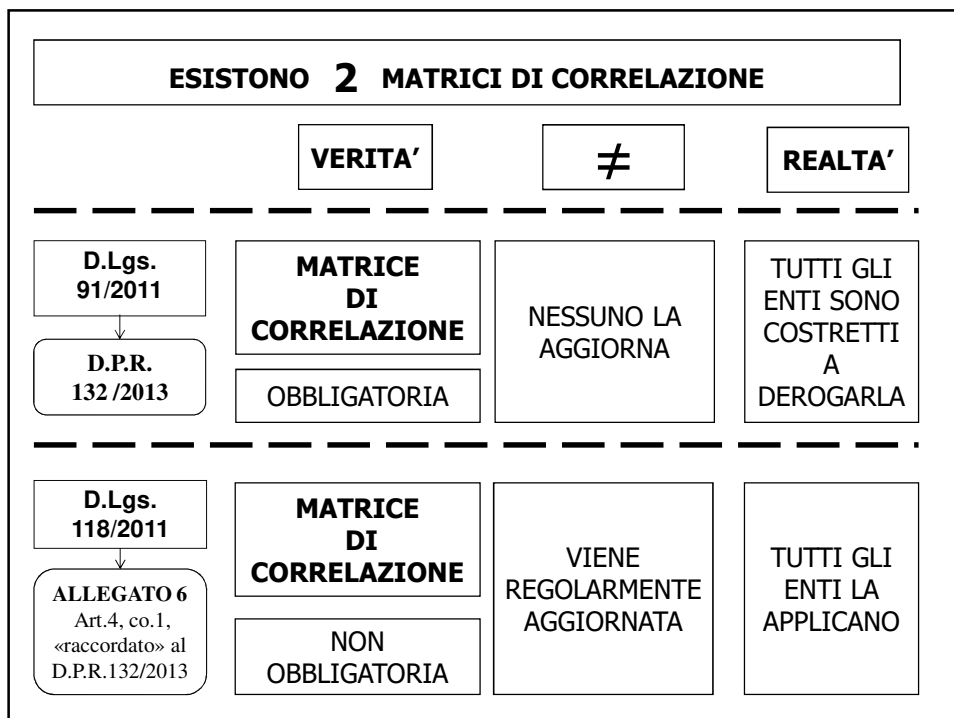 ESISTONO 2 MATRICI DI CORRELAZIONE
VERITA’
≠
REALTA’
D.Lgs.
91/2011
D.P.R.
132 /2013
MATRICE
DI
CORRELAZIONE
OBBLIGATORIA
NESSUNO LA
AGGIORNA
TUTTI GLI
ENTI SONO
COSTRETTI
A
DEROGARLA
D.Lgs.
118/2011
ALLEGATO 6
Art.4, co.1,
«raccordato» al
D.P.R.132/2013
MATRICE
DI
CORRELAZIONE
NON
OBBLIGATORIA
VIENE
REGOLARMENTE
AGGIORNATA
TUTTI GLI
ENTI LA
APPLICANO